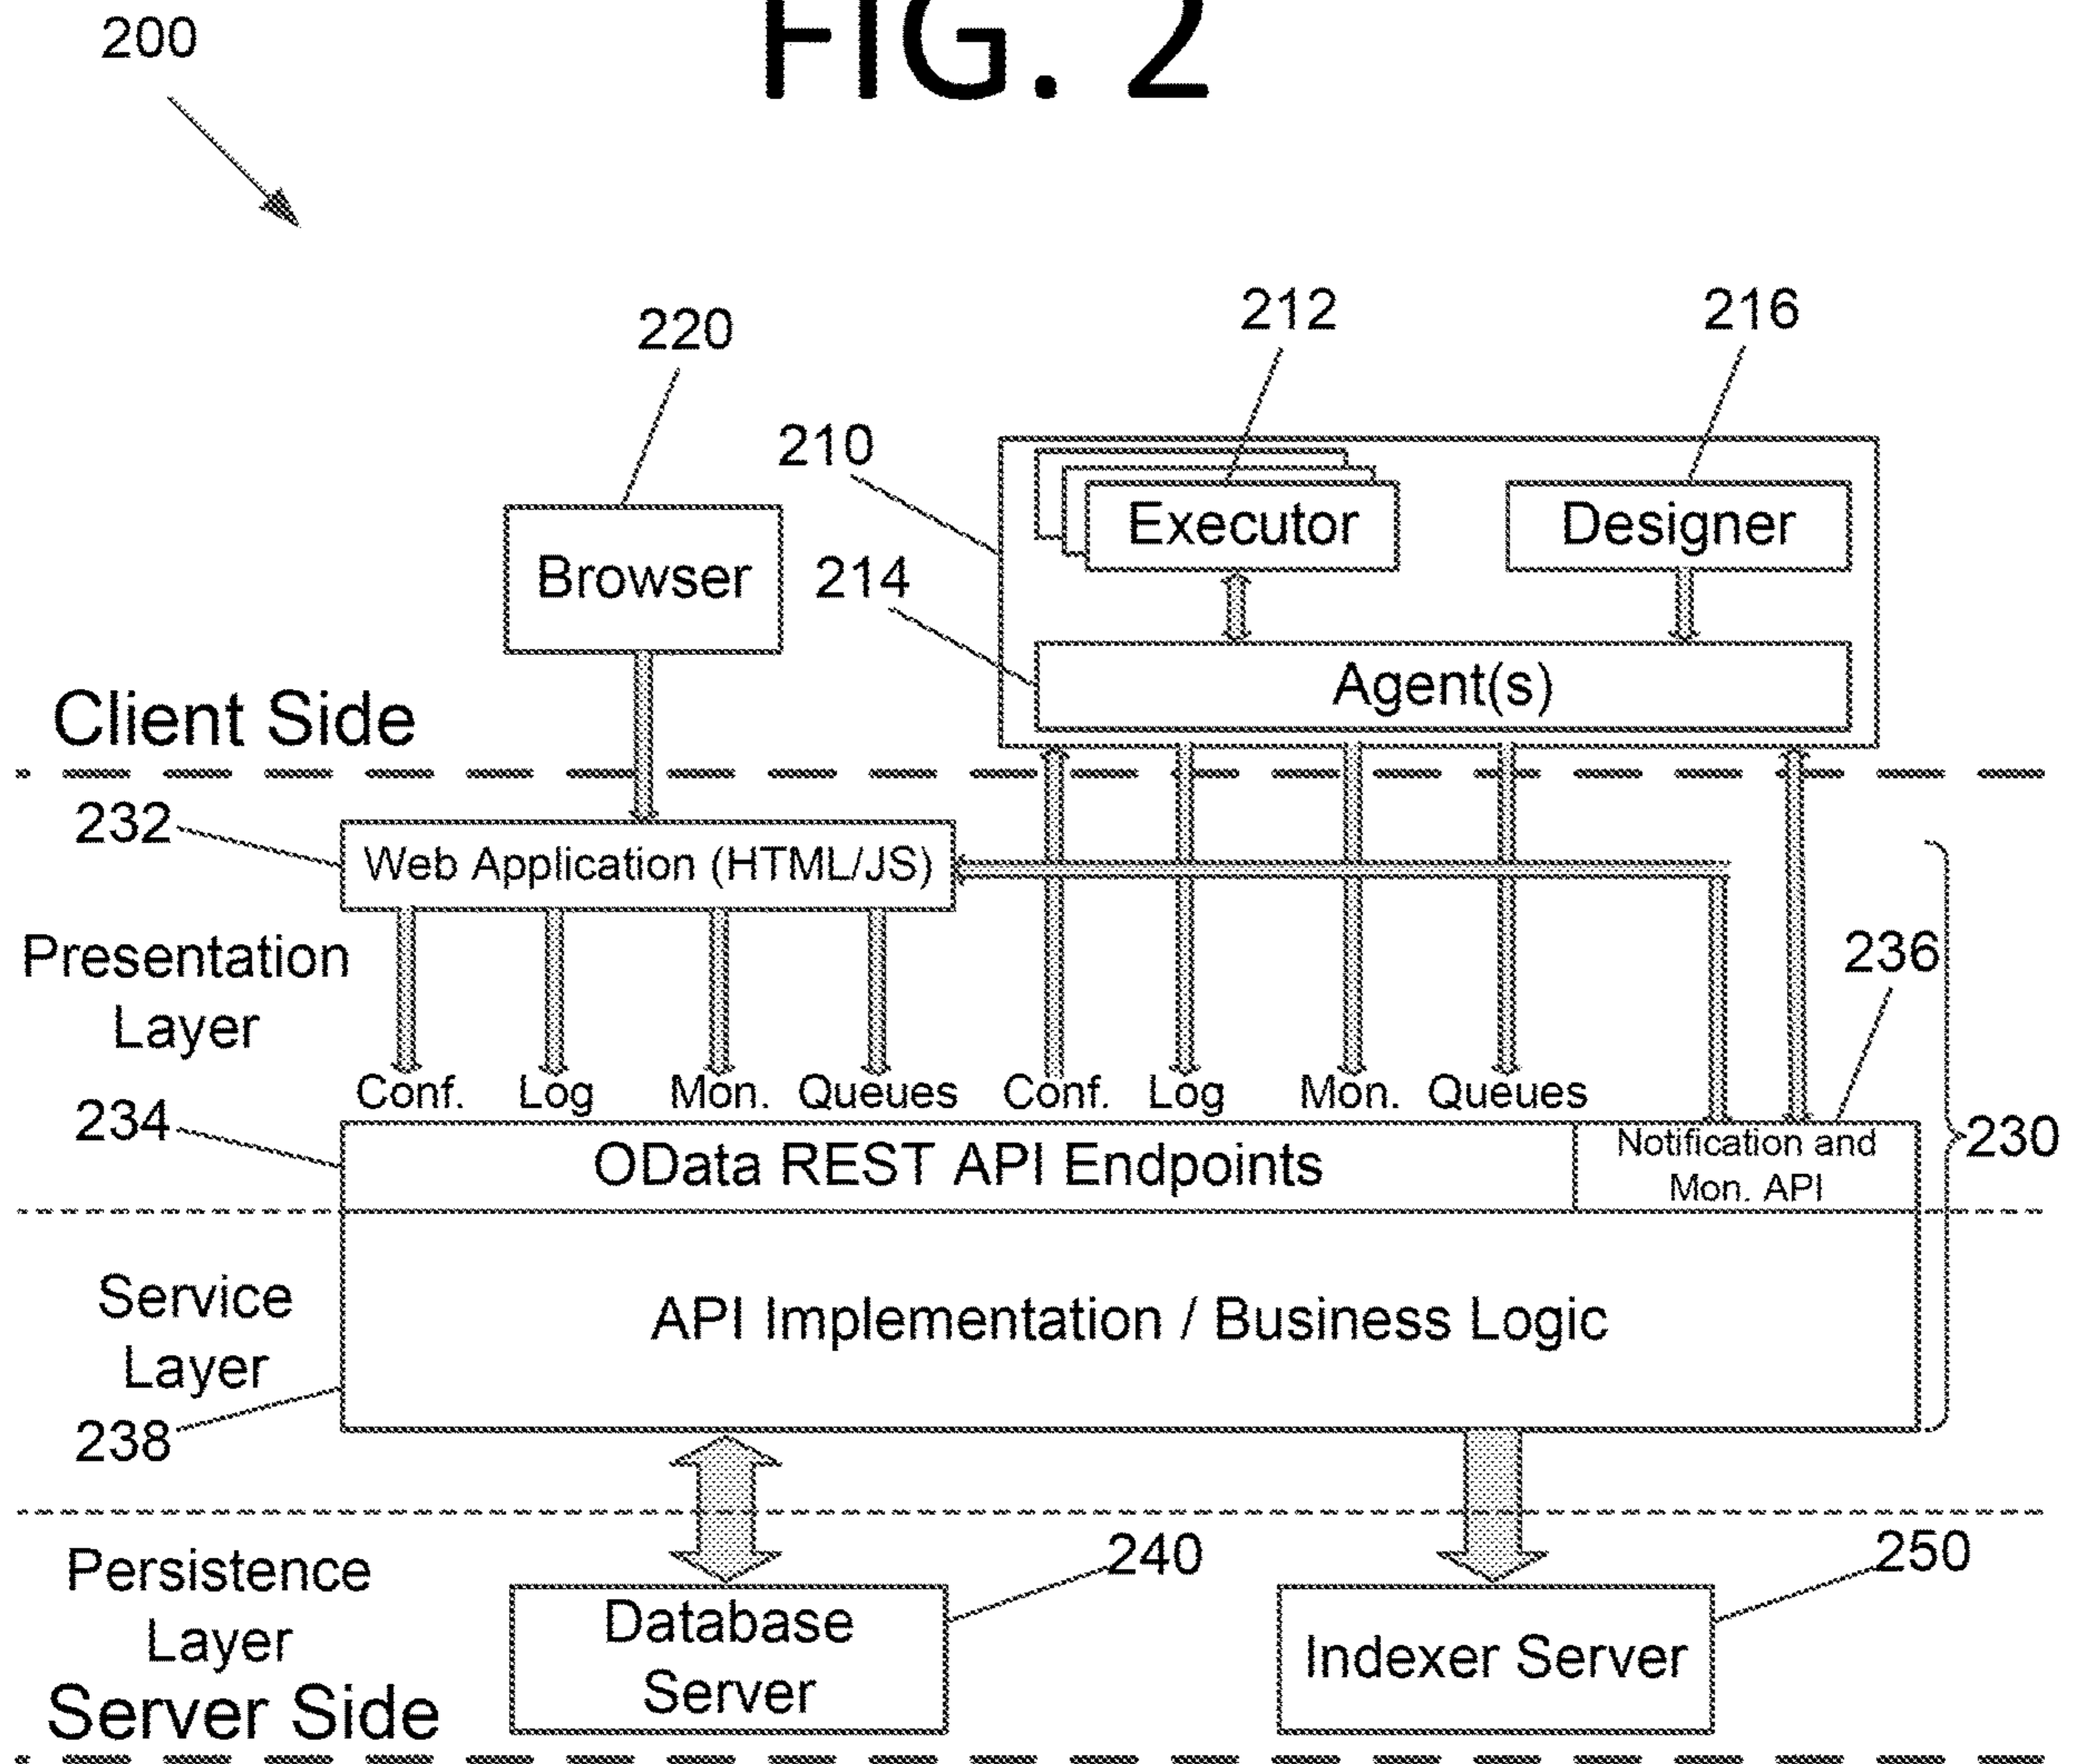 FIG. 2
200
220
212
216
210
Executor
Designer
Browser
214
Agent(s)
Client Side
232
Web Application (HTML/JS)
Presentation
Layer
236
Conf.
Log
Mon.
Queues
Conf.
Log
Mon.
Queues
234
OData REST API Endpoints
Notification and
Mon. API
230
Service
Layer
API Implementation / Business Logic
238
Persistence
Layer
240
250
Database
Server
Indexer Server
Server Side